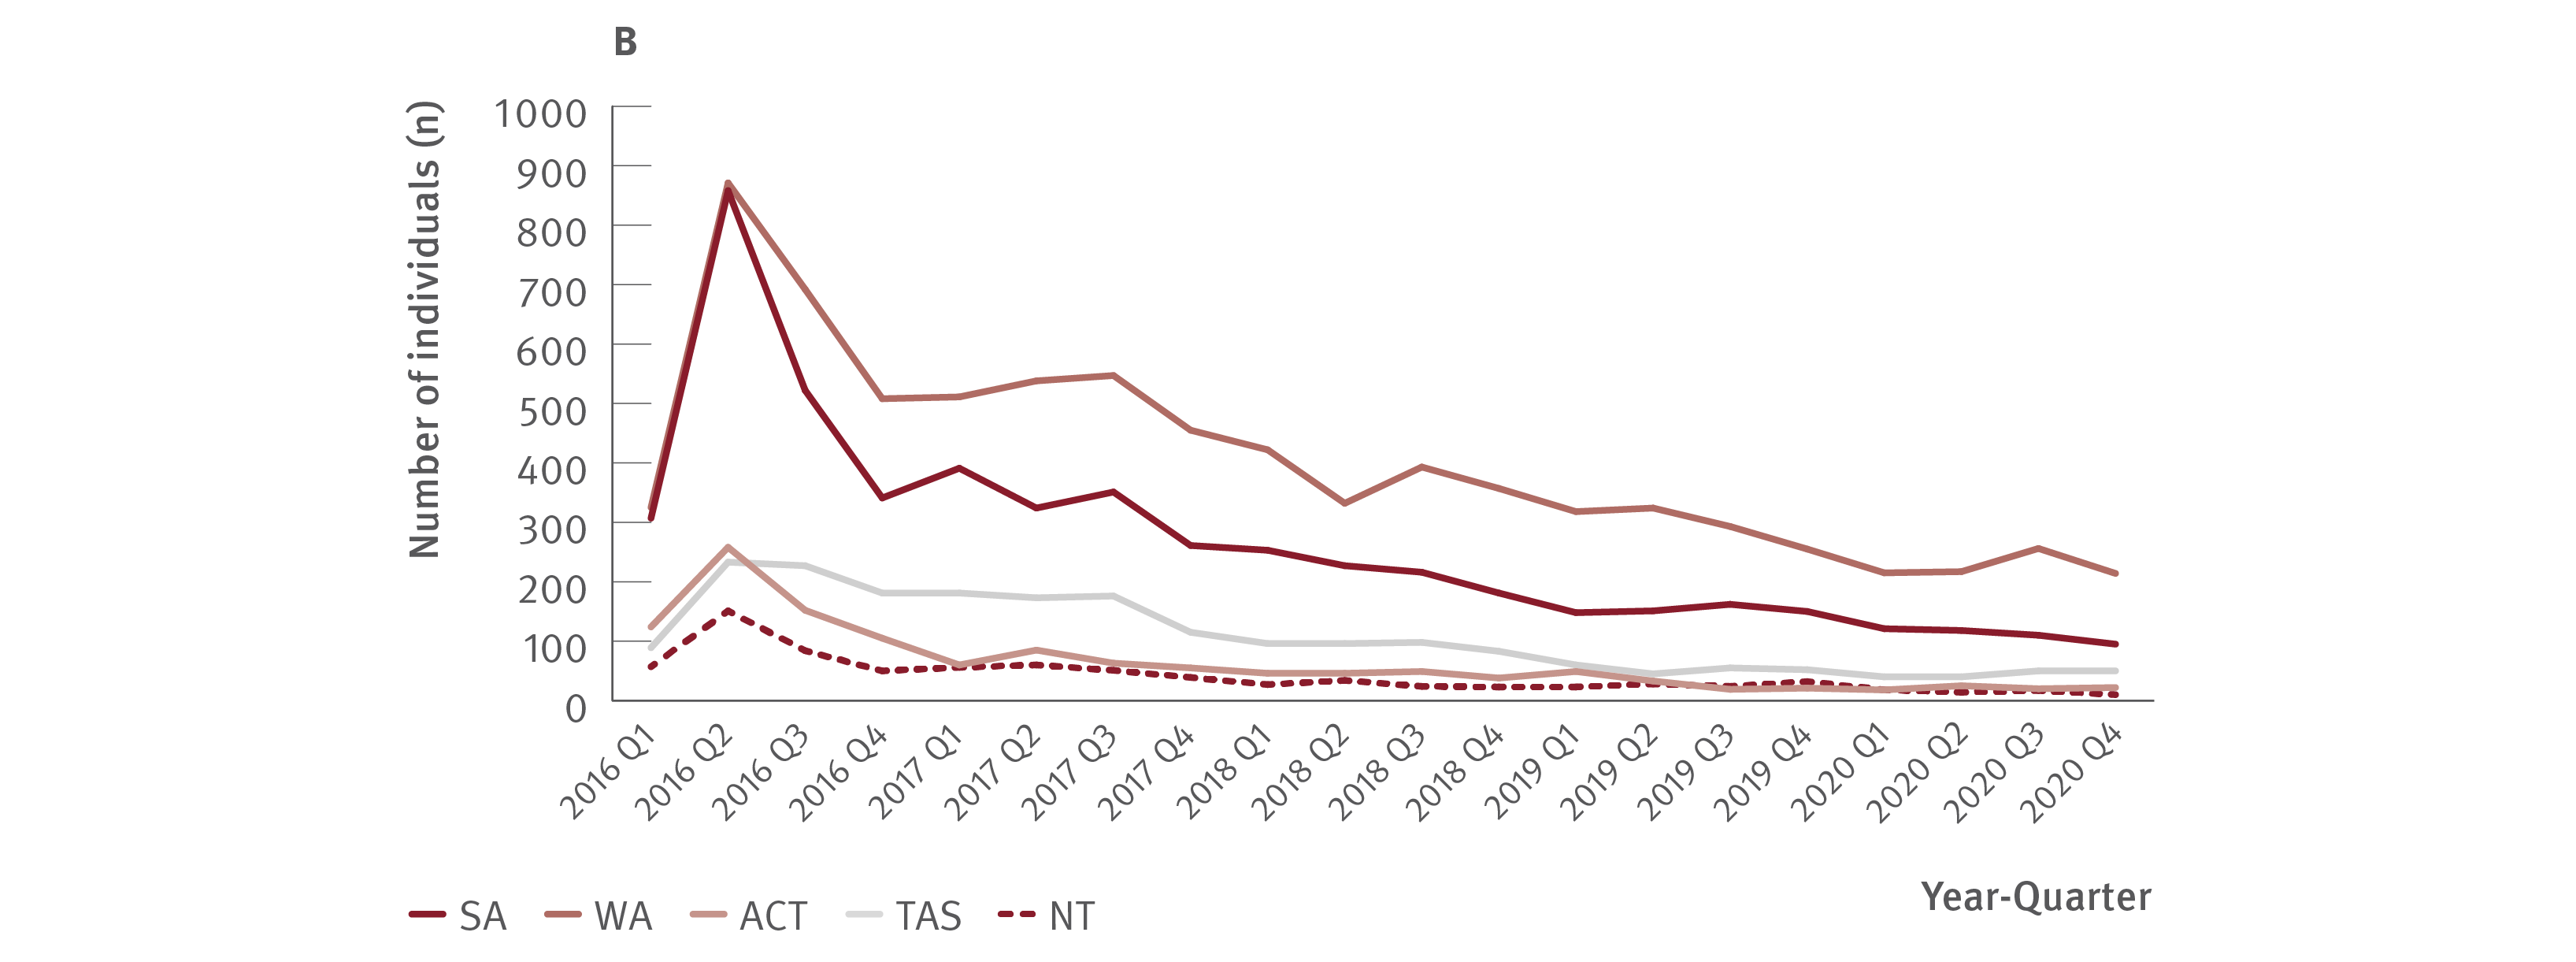 B
Number of individuals (n)
1000
900
800
700
600
500
400
300
200
100
0
2016 Q1
2016 Q2
2016 Q3
2016 Q4
2017 Q1
2017 Q2
2017 Q3
2017 Q4
2018 Q1
2018 Q2
2018 Q3
2018 Q4
2019 Q1
2019 Q2
2019 Q3
2019 Q4
2020 Q1
2020 Q2
2020 Q3
2020 Q4
Year-Quarter
SA WA ACT TAS NT